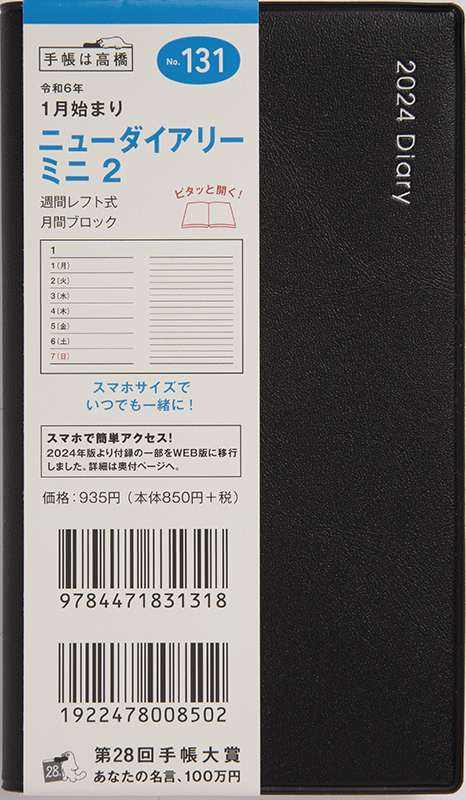 手帳は高橋
No.131
令和6年
1月始まり
ニューダイアリー
ミニ 2
週間レフト式
月間ブロック
ピタッと開く!
1
1(月)
2(火)
3(水)
4(木)
5(金)
6(土)
7(日)
スマホサイズで
いつでも一緒に!
スマホで簡単アクセス!
2024年版より付録の一部をWEB版に移行
しました。詳細は奥付ページへ。
価格:935円(本体850円+税)
9784471831318
1922478008502
28
第28回手帳大賞
あなたの名言、100万円
2024 Diary